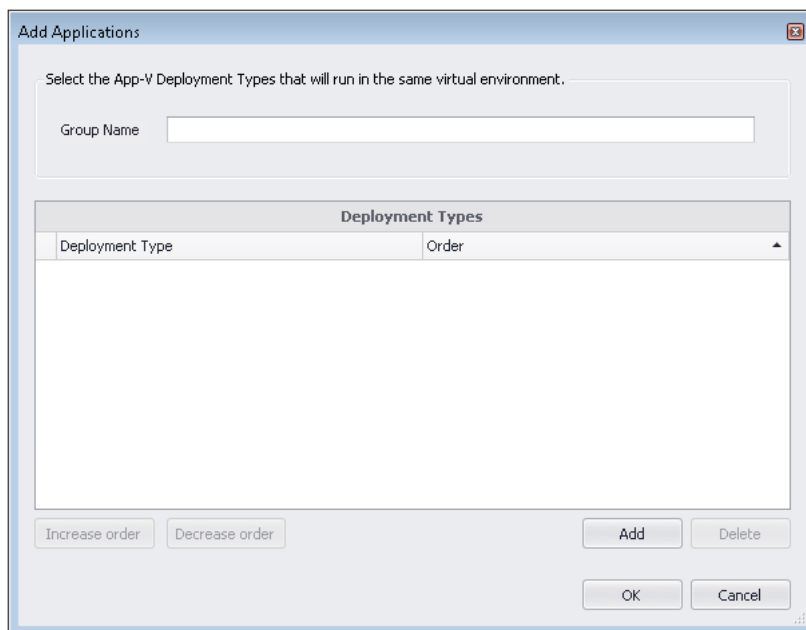 Add Applications
Select the App-V Deployment Types that will run in the same virtual environment.
Group Name
Deployment Types
Deployment Type Order
Increase order Decrease order Add Delete
OK Cancel